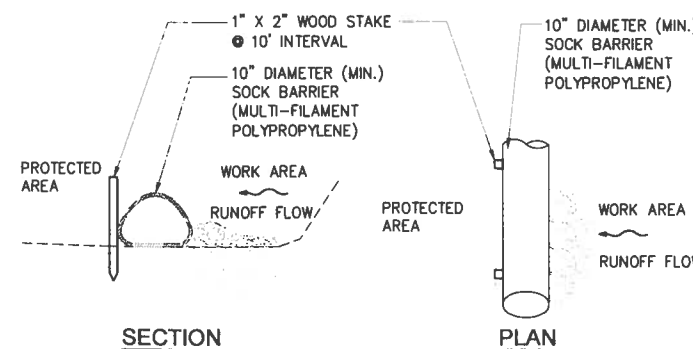 1" X 2" WOOD STAKE
@ 10' INTERVAL
10" DIAMETER (MIN.)
SOCK BARRIER
(MULTI-FILAMENT
POLYPROPYLENE)
PROTECTED
AREA
WORK AREA
RUNOFF FLOW
SECTION
10" DIAMETER (MIN.)
SOCK BARRIER
(MULTI-FILAMENT
POLYPROPYLENE)
PROTECTED
AREA
WORK AREA
RUNOFF FLOW
PLAN